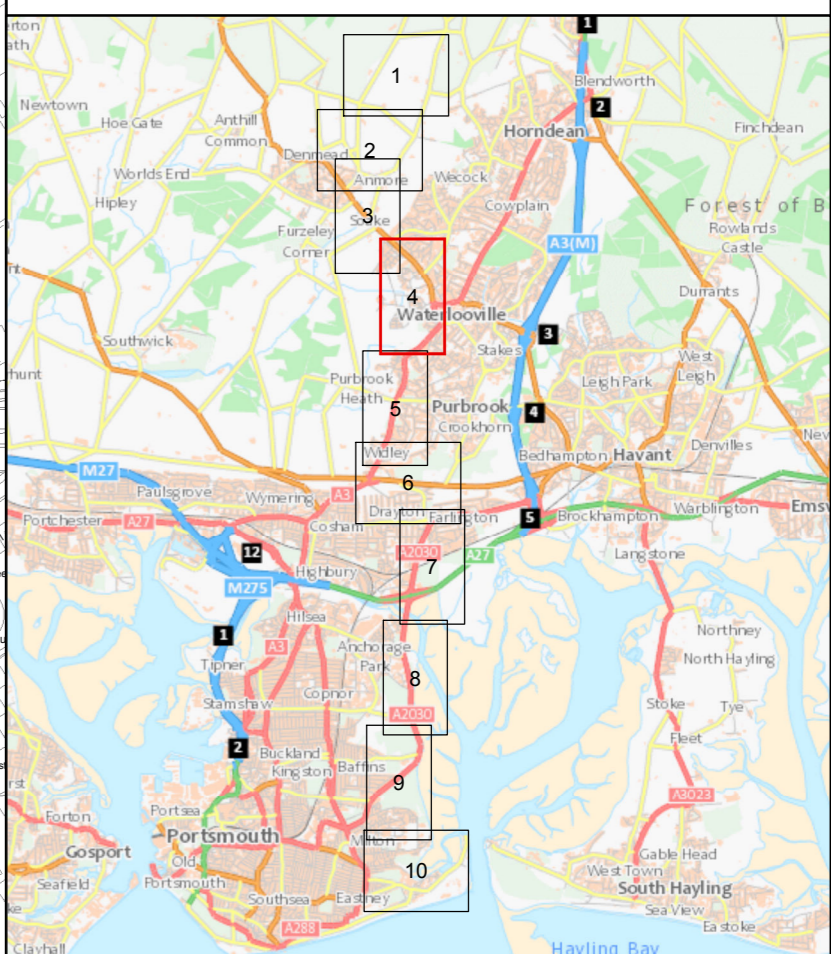 1
Blendworth
Newtown
Hoe Gate
Anthill
Common
1
2
Horndean
Finchdean
Denmead
2
Worlds End
Anmore
Wecock
Hipley
3
Cowplain
Forest of B
Rowlands
Castle
Furzeley
Corner
A3(M)
4
Durrants
Waterlooville
Southwick
3
Stakes
West
Leigh
Purbrook
Heath
Leigh Park
5
Purbrook
4
Crookhorn
Denvilles
Widley
Bedhampton
Havant
M27
6
Paulsgrove
Wymering
A3
Drayton
Farlington
5
Brockhampton
Warblington
Emsw
Portchester
A27
Cosham
12
A2030
A27
Langstone
7
Highbury
M275
Hilsea
1
Northney
A3
Anchorage
Park
North Hayling
Tipner
8
Copnor
Stamshaw
Stoke
Tye
A2030
2
Fleet
Buckland
Kingston
Baffins
9
A3023
Portsea
Forton
Portsmouth
Milton
Gosport
Old
Portsmouth
10
Gable Head
West Town
Seafield
South Hayling
Southsea
Eastney
Sea View
Eastoke
A288
Clayhall
Hayling Bay